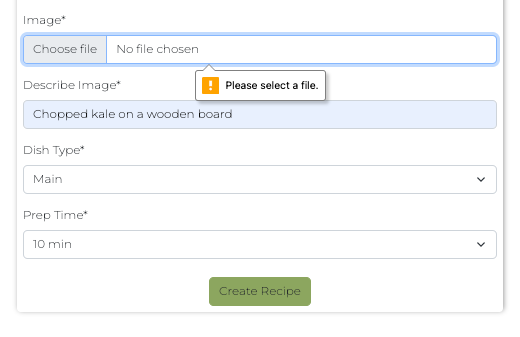 Image*
Choose file No file chosen
Please select a file.
Describe Image*
Chopped kale on a wooden board
Dish Type*
Main
Prep Time*
10 min
Create Recipe